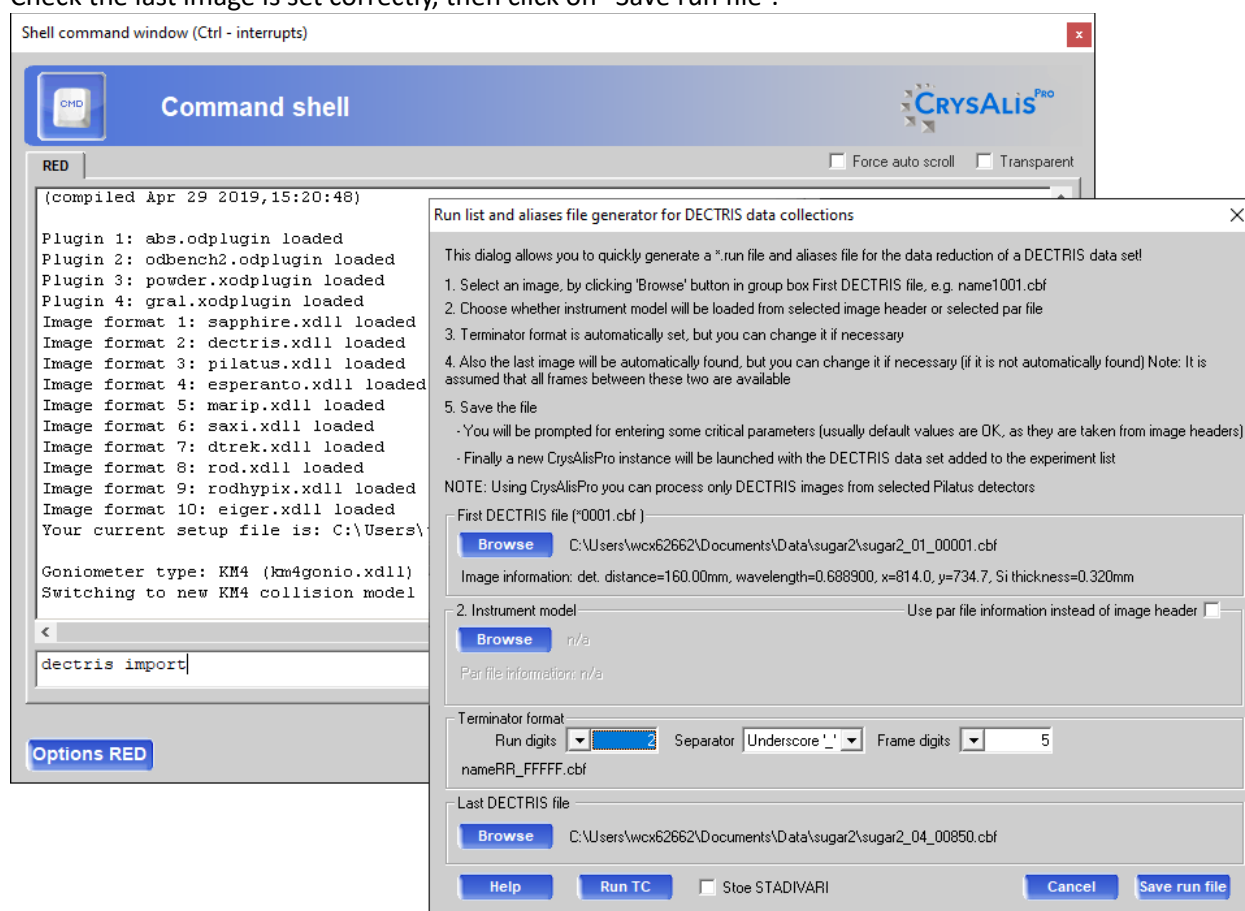 Check the last image is set correctly, then click on "Save run file".
Shell command window (Ctrl - interrupts)
x
CMD
Command shell
CRYSALIS PRO
RED
Force auto scroll
Transparent
(compiled Apr 29 2019,15:20:48)
Plugin 1: abs.odplugin loaded
Plugin 2: odbench2.odplugin loaded
Plugin 3: powder.xodplugin loaded
Plugin 4: gral.xodplugin loaded
Image format 1: sapphire.xdll loaded
Image format 2: dectris.xdll loaded
Image format 3: pilatus.xdll loaded
Image format 4: esperanto.xdll loaded
Image format 5: marip.xdll loaded
Image format 6: saxi.xdll loaded
Image format 7: dtrek.xdll loaded
Image format 8: rod.xdll loaded
Image format 9: rodhypix.xdll loaded
Image format 10: eiger.xdll loaded
Your current setup file is: C:\Users\
Goniometer type: KM4 (km4gonio.xdll)
Switching to new KM4 collision model
dectris import
Options RED
Run list and aliases file generator for DECTRIS data collections
This dialog allows you to quickly generate a *.run file and aliases file for the data reduction of a DECTRIS data set!
1. Select an image, by clicking 'Browse' button in group box First DECTRIS file, e.g. name1001.cbf
2. Choose whether instrument model will be loaded from selected image header or selected par file
3. Terminator format is automatically set, but you can change it if necessary
4. Also the last image will be automatically found, but you can change it if necessary (if it is not automatically found) Note: It is
assumed that all frames between these two are available
5. Save the file
- You will be prompted for entering some critical parameters (usually default values are OK, as they are taken from image headers)
- Finally a new CrysAlisPro instance will be launched with the DECTRIS data set added to the experiment list
NOTE: Using CrysAlisPro you can process only DECTRIS images from selected Pilatus detectors
First DECTRIS file (*0001.cbf )
Browse C:\Users\wcx62662\Documents\Data\sugar2\sugar2_01_00001.cbf
Image information: det. distance=160.00mm, wavelength=0.688900, x=814.0, y=734.7, Si thickness=0.320mm
2. Instrument model Use par file information instead of image header
Browse n/a
Par file information: n/a
Terminator format
Run digits 2 Separator Underscore '_' Frame digits 5
nameRR_FFFFF.cbf
Last DECTRIS file
Browse C:\Users\wcx62662\Documents\Data\sugar2\sugar2_04_00850.cbf
Help Run TC Stoe STADIVARI Cancel Save run file